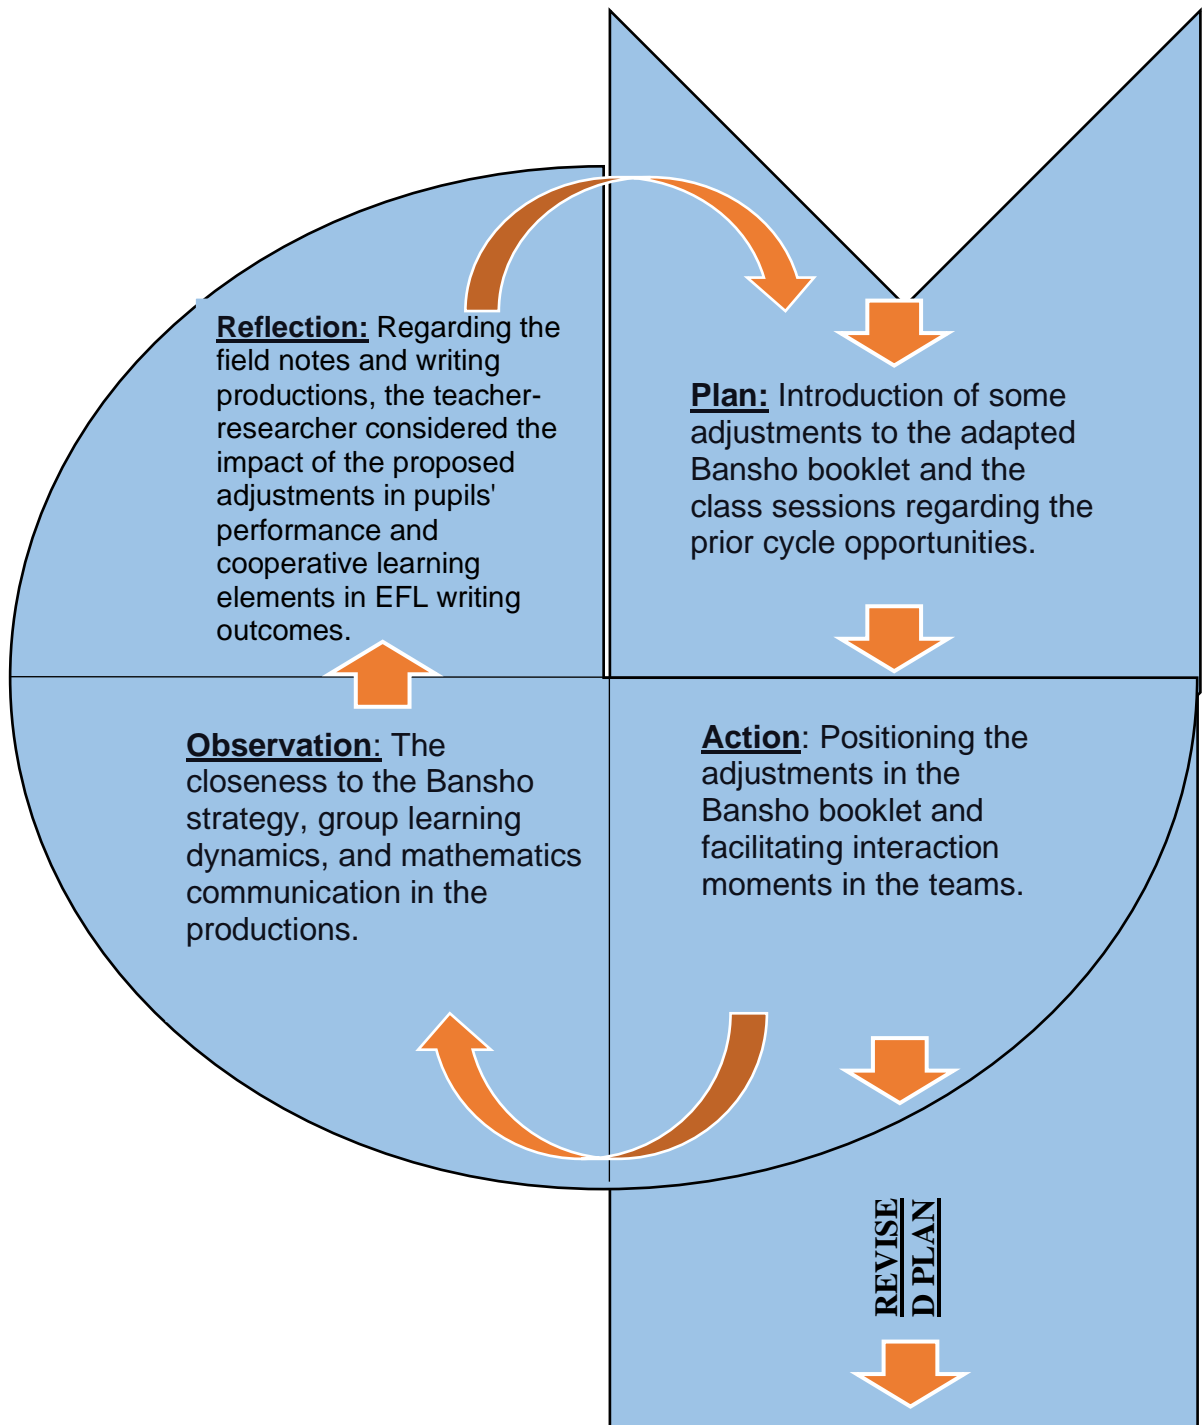 Reflection: Regarding the
field notes and writing
productions, the teacher-
researcher considered the
impact of the proposed
adjustments in pupils'
performance and
cooperative learning
elements in EFL writing
outcomes.
Plan: Introduction of some
adjustments to the adapted
Bansho booklet and the
class sessions regarding the
prior cycle opportunities.
Observation: The
closeness to the Bansho
strategy, group learning
dynamics, and mathematics
communication in the
productions.
Action: Positioning the
adjustments in the
Bansho booklet and
facilitating interaction
moments in the teams.
REVISE
D PLAN